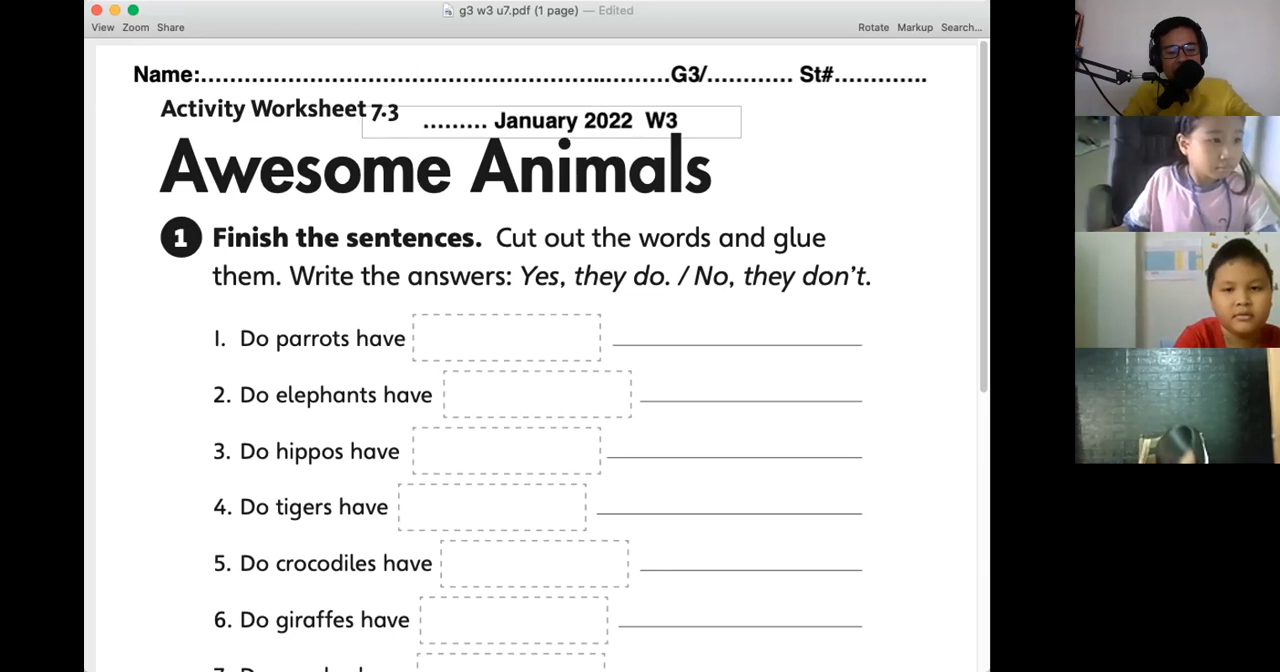 g3 w3 u7.pdf (1 page) — Edited
View Zoom Share Rotate Markup Search...
Name:..............................................................G3/............ St#.............
Activity Worksheet 7.3
......... January 2022 W3
Awesome Animals
1 Finish the sentences. Cut out the words and glue
them. Write the answers: Yes, they do. / No, they don't.
1. Do parrots have
2. Do elephants have
3. Do hippos have
4. Do tigers have
5. Do crocodiles have
6. Do giraffes have